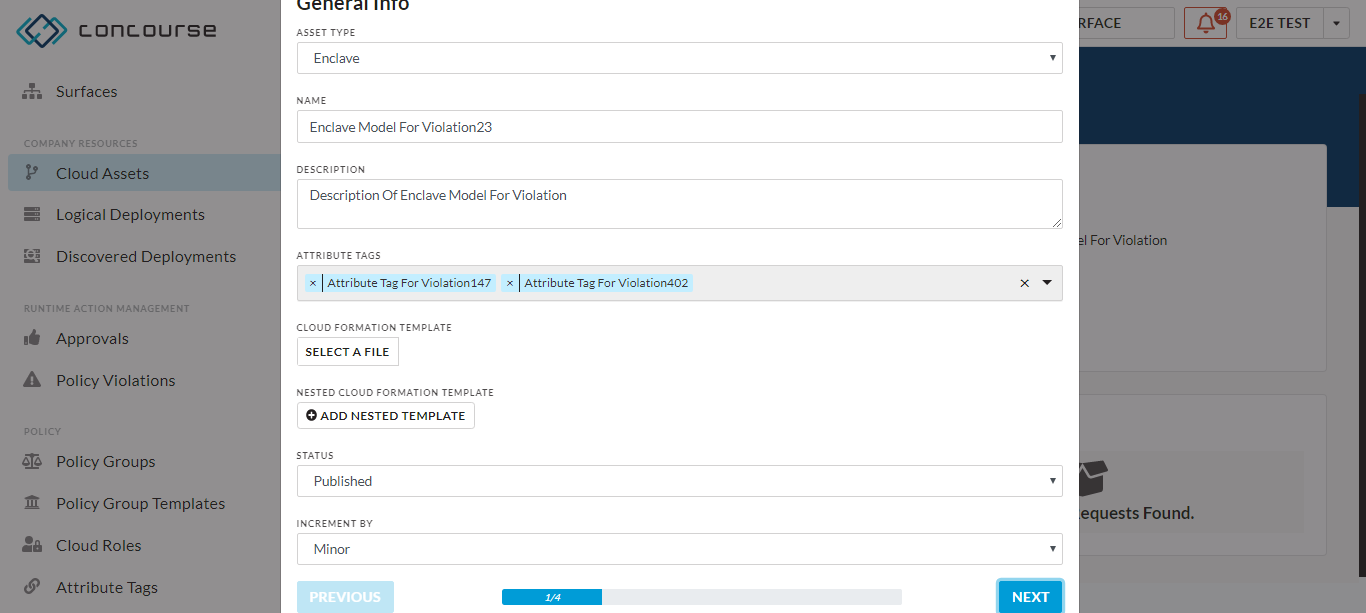 concourse
Surfaces
COMPANY RESOURCES
Cloud Assets
Logical Deployments
Discovered Deployments
RUNTIME ACTION MANAGEMENT
Approvals
Policy Violations
POLICY
Policy Groups
Policy Group Templates
Cloud Roles
Attribute Tags
General Info
ASSET TYPE
Enclave
NAME
Enclave Model For Violation23
DESCRIPTION
Description Of Enclave Model For Violation
ATTRIBUTE TAGS
× Attribute Tag For Violation147 × Attribute Tag For Violation402 ×
CLOUD FORMATION TEMPLATE
SELECT A FILE
NESTED CLOUD FORMATION TEMPLATE
ADD NESTED TEMPLATE
STATUS
Published
INCREMENT BY
Minor
PREVIOUS
1/4
NEXT
RFACE
16
E2E TEST
el For Violation
equests Found.